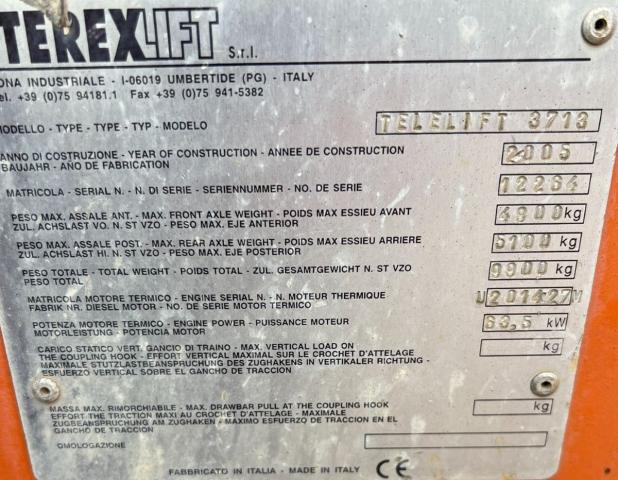 TEREXLIFT S.r.l.
ONA INDUSTRIALE - I-06019 UMBERTIDE (PG) - ITALY
el. +39 (0)75 94181.1 Fax +39 (0)75 941-5382
MODELLO - TYPE - TYPE - TYP - MODELO TELELIFT 3713
ANNO DI COSTRUZIONE - YEAR OF CONSTRUCTION - ANNEE DE CONSTRUCTION 2005
BAUJAHR - ANO DE FABRICATION
MATRICOLA - SERIAL N. - N. DI SERIE - SERIENNUMMER - NO. DE SERIE 12264
PESO MAX. ASSALE ANT. - MAX. FRONT AXLE WEIGHT - POIDS MAX ESSIEU AVANT 4800 kg
ZUL. ACHSLAST VO. N. ST VZO - PESO MAX. EJE ANTERIOR
PESO MAX. ASSALE POST. - MAX. REAR AXLE WEIGHT - POIDS MAX ESSIEU ARRIERE 5100 kg
ZUL. ACHSLAST HI. N. ST VZO - PESO MAX. EJE POSTERIOR
PESO TOTALE - TOTAL WEIGHT - POIDS TOTAL - ZUL. GESAMTGEWICHT N. ST VZO 9900 kg
PESO TOTAL
MATRICOLA MOTORE TERMICO - ENGINE SERIAL N. - N. MOTEUR THERMIQUE U201427M
FABRIK NR. DIESEL MOTOR - NO. DE SERIE MOTOR TERMICO
POTENZA MOTORE TERMICO - ENGINE POWER - PUISSANCE MOTEUR 63,5 kW
MOTORLEISTUNG - POTENCIA MOTOR
CARICO STATICO VERT. GANCIO DI TRAINO - MAX. VERTICAL LOAD ON kg
THE COUPLING HOOK - EFFORT VERTICAL MAXIMAL SUR LE CROCHET D'ATTELAGE
MAXIMALE STUTZLASTBEANSPRUCHUNG DES ZUGHAKENS IN VERTIKALER RICHTUNG -
ESFUERZO VERTICAL SOBRE EL GANCHO DE TRACCION
MASSA MAX. RIMORCHIABILE - MAX. DRAWBAR PULL AT THE COUPLING HOOK kg
EFFORT THE TRACTION MAXI AU CROCHET D'ATTELAGE - MAXIMALE
ZUGBEANSPRUCHUNG AM ZUGHAKEN - MAXIMO ESFUERZO DE TRACCION EN EL
GANCHO DE TRACCION
OMOLOGAZIONE
FABBRICATO IN ITALIA - MADE IN ITALY CE